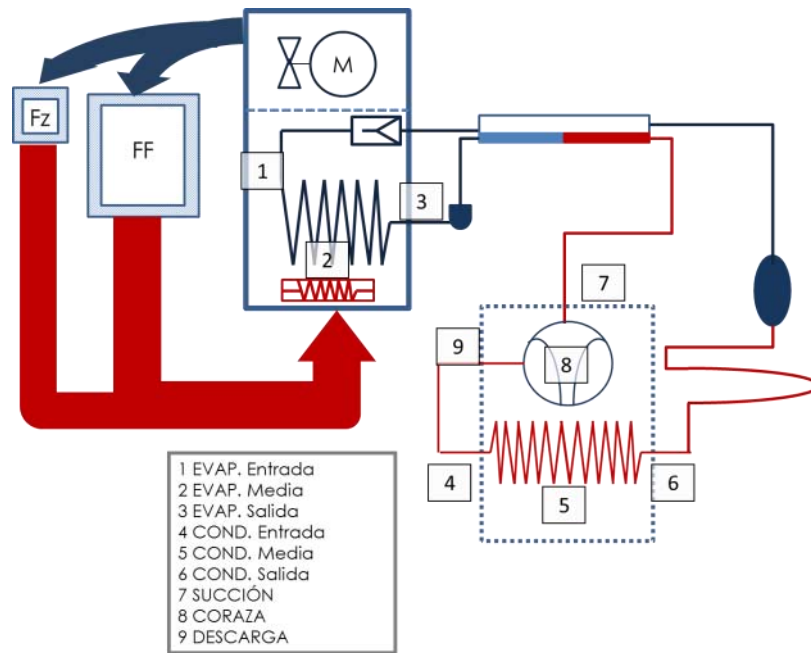 M
Fz
FF
1
3
2
7
9
8
4
5
6
1 EVAP. Entrada
2 EVAP. Media
3 EVAP. Salida
4 COND. Entrada
5 COND. Media
6 COND. Salida
7 SUCCIÓN
8 CORAZA
9 DESCARGA